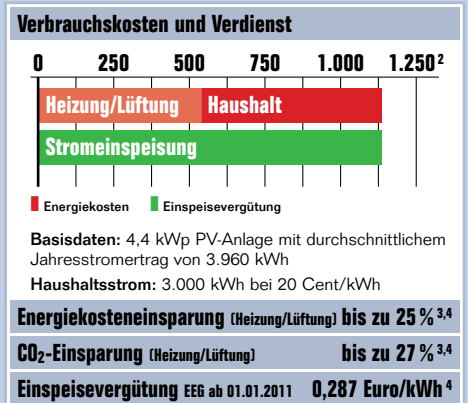 Verbrauchskosten und Verdienst
0 250 500 750 1.000 1.250²
Heizung/Lüftung Haushalt
Stromeinspeisung
Energiekosten Einspeisevergütung
Basisdaten: 4,4 kWp PV-Anlage mit durchschnittlichem
Jahresstromertrag von 3.960 kWh
Haushaltsstrom: 3.000 kWh bei 20 Cent/kWh
Energiekosteneinsparung (Heizung/Lüftung) bis zu 25 % ³,⁴
CO₂-Einsparung (Heizung/Lüftung) bis zu 27 % ³,⁴
Einspeisevergütung EEG ab 01.01.2011 0,287 Euro/kWh ⁴